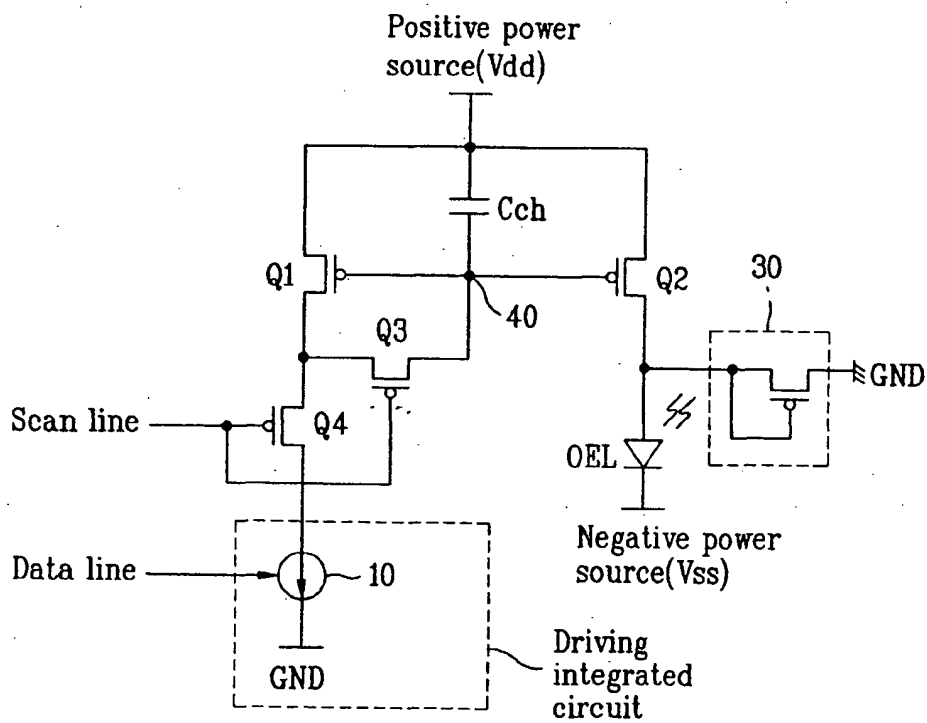 Positive power
source(Vdd)
Cch
Q1
Q2
30
40
Q3
GND
Scan line
Q4
OEL
Negative power
source(Vss)
Data line
10
GND
Driving
integrated
circuit